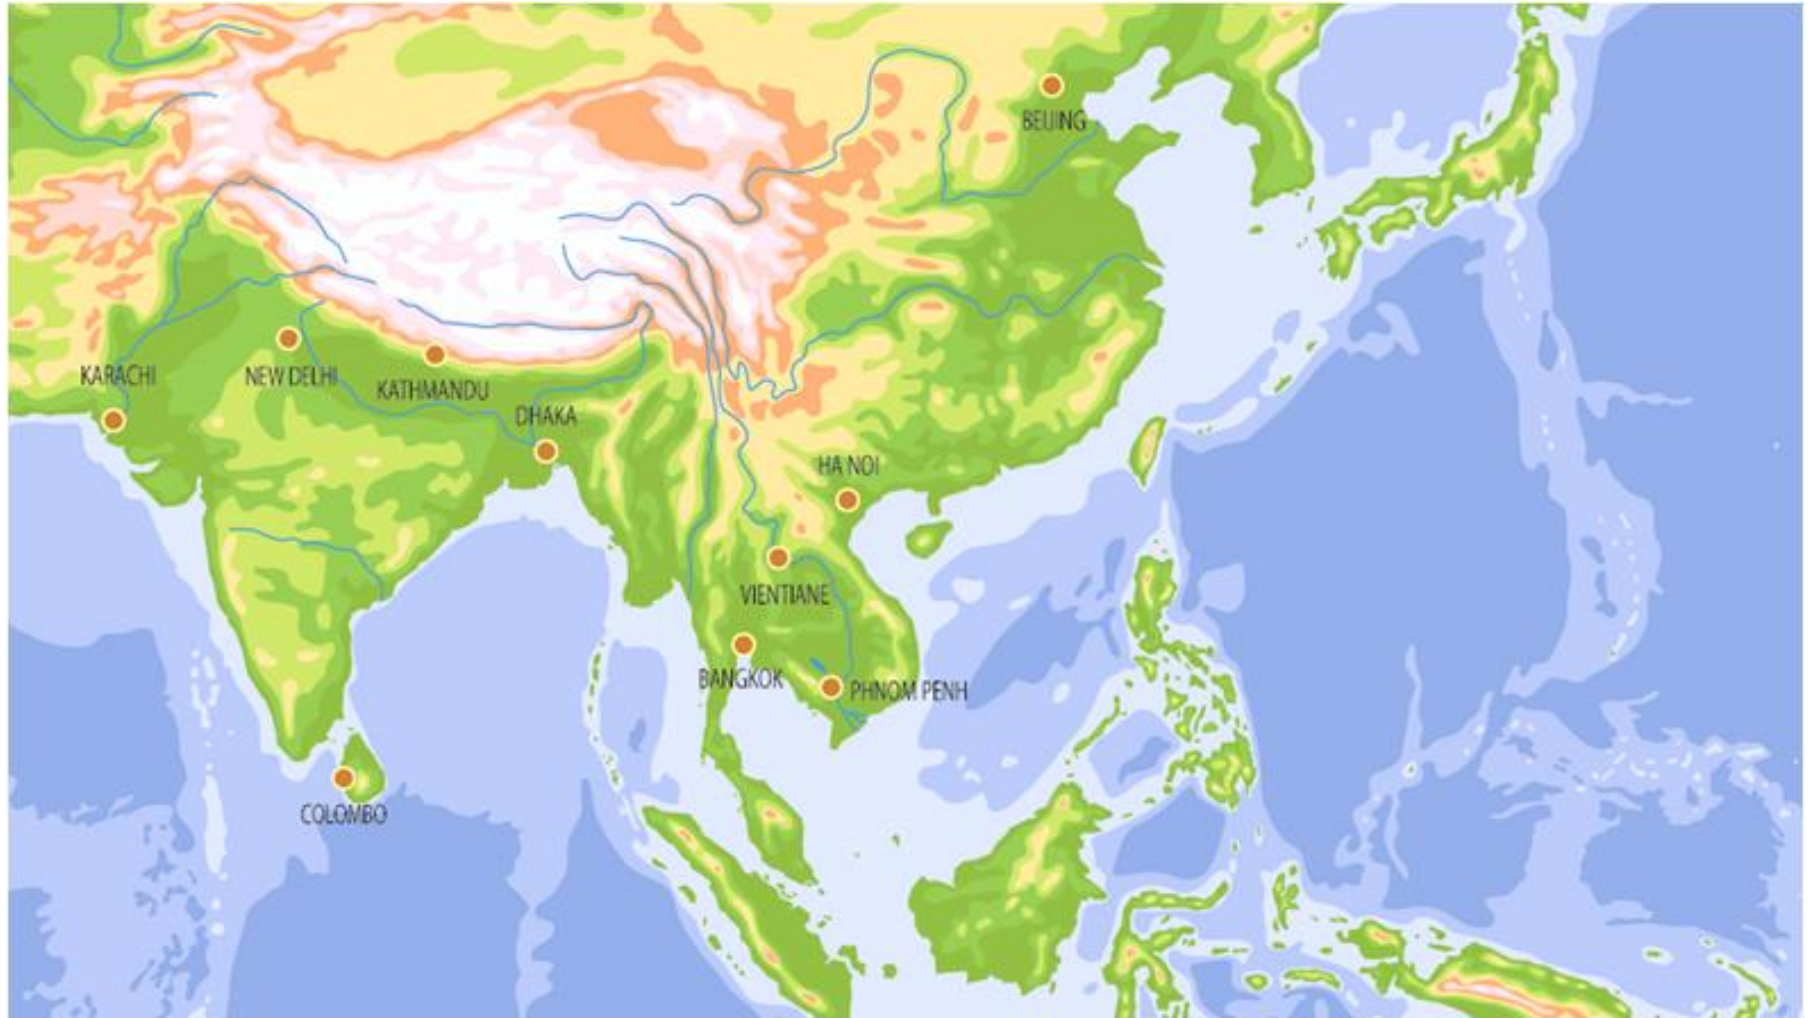 BEIJING
KARACHI
NEW DELHI
KATHMANDU
DHAKA
HA NOI
VIENTIANE
BANGKOK
PHNOM PENH
COLOMBO